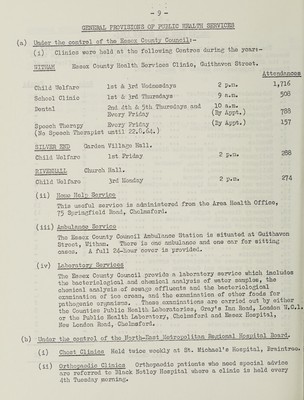 - 9 -
GENERAL PROVISIONS OF PUBLIC HEALTH SERVICES
(a) Under the control of the Essex County Council:-
(i) Clinics were held at the following Centres during the year:-
WITHAM Essex County Health Services Clinic, Guithaven Street.
Attendances
Child Welfare 1st & 3rd Wednesdays 2 p.m. 1,716
School Clinic 1st & 3rd Thursdays 9 a.m. 508
Dental 2nd 4th & 5th Thursdays and 10 a.m.
Every Friday (By Appt.) 788
Speech Therapy Every Friday (By Appt.) 157
(No Speech Therapist until 22.8.64.)
SILVER END Garden Village Hall.
Child Welfare 1st Friday 2 p.m. 288
RIVENHALL Church Hall.
Child Welfare 3rd Monday 2 p.m. 274
(ii) Home Help Service
This useful service is administered from the Area Health Office,
75 Springfield Road, Chelmsford.
(iii) Ambulance Service
The Essex County Council Ambulance Station is situated at Guithaven
Street, Witham. There is one ambulance and one car for sitting
cases. A full 24-hour cover is provided.
(iv) Laboratory Services
The Essex County Council provide a laboratory service which includes
the bacteriological and chemical analysis of water samples, the
chemical analysis of sewage effluents and the bacteriological
examination of ice cream, and the examination of other foods for
pathogenic organisms. These examinations are carried out by either
the Counties Public Health Laboratories, Gray's Inn Road, London W.C.1.
or the Public Health Laboratory, Chelmsford and Essex Hospital,
New London Road, Chelmsford.
(b) Under the control of the North-East Metropolitan Regional Hospital Board.
(i) Chest Clinics Held twice weekly at St. Michael's Hospital, Braintree.
(ii) Orthopaedic Clinics Orthopaedic patients who need special advice
are referred to Black Notley Hospital where a clinic is held every
4th Tuesday morning.